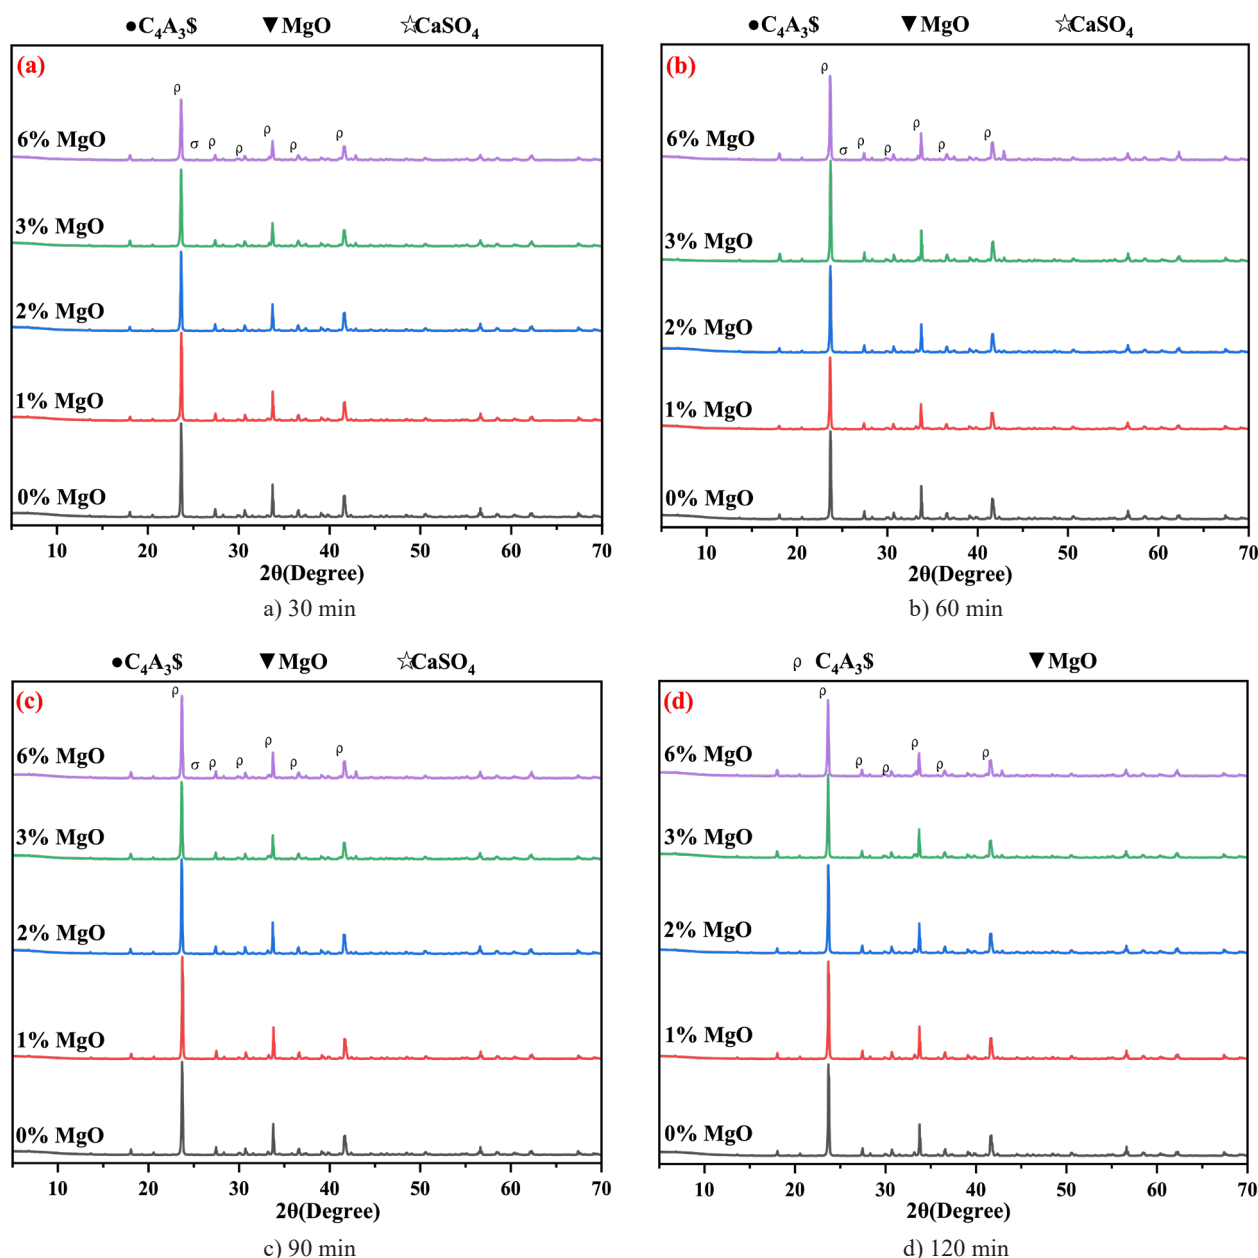 ●C₄A₃$ ▼MgO ☆CaSO₄
(a)
ρ
6% MgO σ ρ ρ ρ ρ ρ
3% MgO
2% MgO
1% MgO
0% MgO
10 20 30 40 50 60 70
2θ(Degree)
a) 30 min
●C₄A₃$ ▼MgO ☆CaSO₄
(b)
ρ
6% MgO σ ρ ρ ρ ρ ρ
3% MgO
2% MgO
1% MgO
0% MgO
10 20 30 40 50 60 70
2θ(Degree)
b) 60 min
●C₄A₃$ ▼MgO ☆CaSO₄
(c)
ρ
6% MgO σ ρ ρ ρ ρ ρ
3% MgO
2% MgO
1% MgO
0% MgO
10 20 30 40 50 60 70
2θ(Degree)
c) 90 min
ρ C₄A₃$ ▼MgO
(d)
ρ
6% MgO ρ ρ ρ ρ ρ
3% MgO
2% MgO
1% MgO
0% MgO
10 20 30 40 50 60 70
2θ(Degree)
d) 120 min